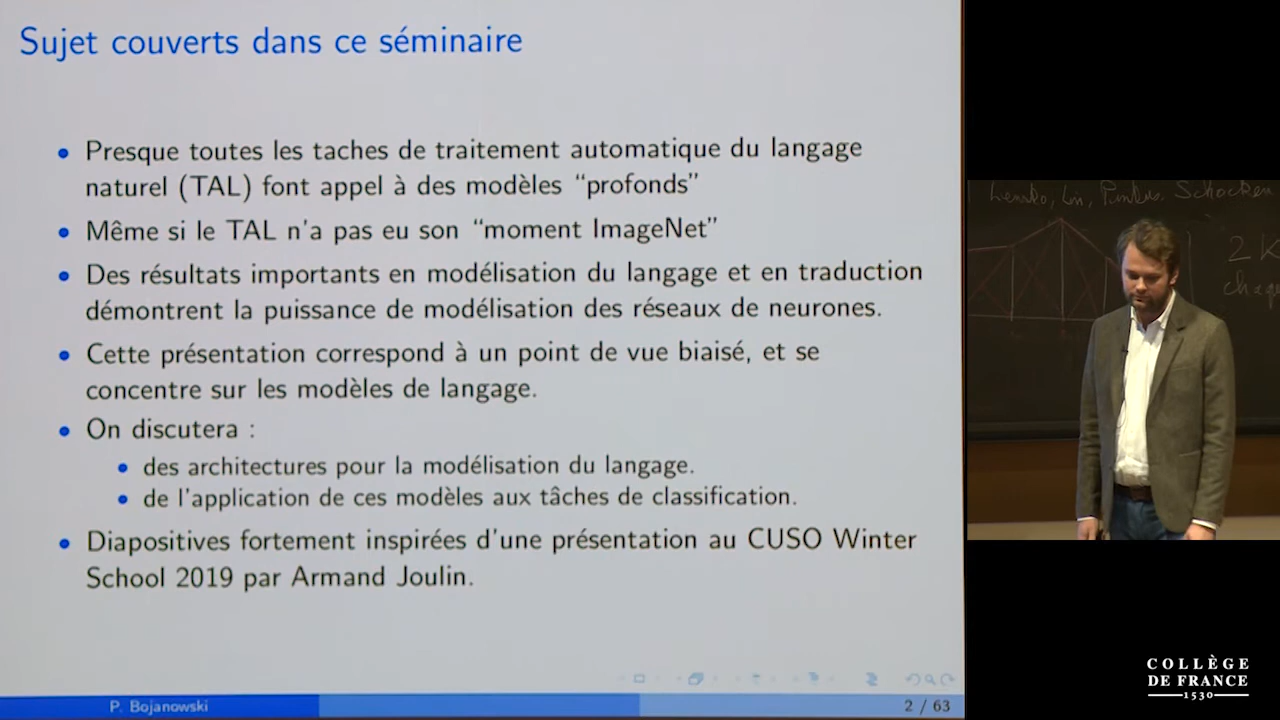 Sujet couverts dans ce séminaire
Presque toutes les taches de traitement automatique du langage
naturel (TAL) font appel à des modèles “profonds”
Même si le TAL n'a pas eu son “moment ImageNet”
Des résultats importants en modélisation du langage et en traduction
démontrent la puissance de modélisation des réseaux de neurones.
Cette présentation correspond à un point de vue biaisé, et se
concentre sur les modèles de langage.
On discutera :
des architectures pour la modélisation du langage.
de l'application de ces modèles aux tâches de classification.
Diapositives fortement inspirées d'une présentation au CUSO Winter
School 2019 par Armand Joulin.
P. Bojanowski
2 / 63
Pinkus, Schocken
2 K
COLLÈGE
DE FRANCE
1530